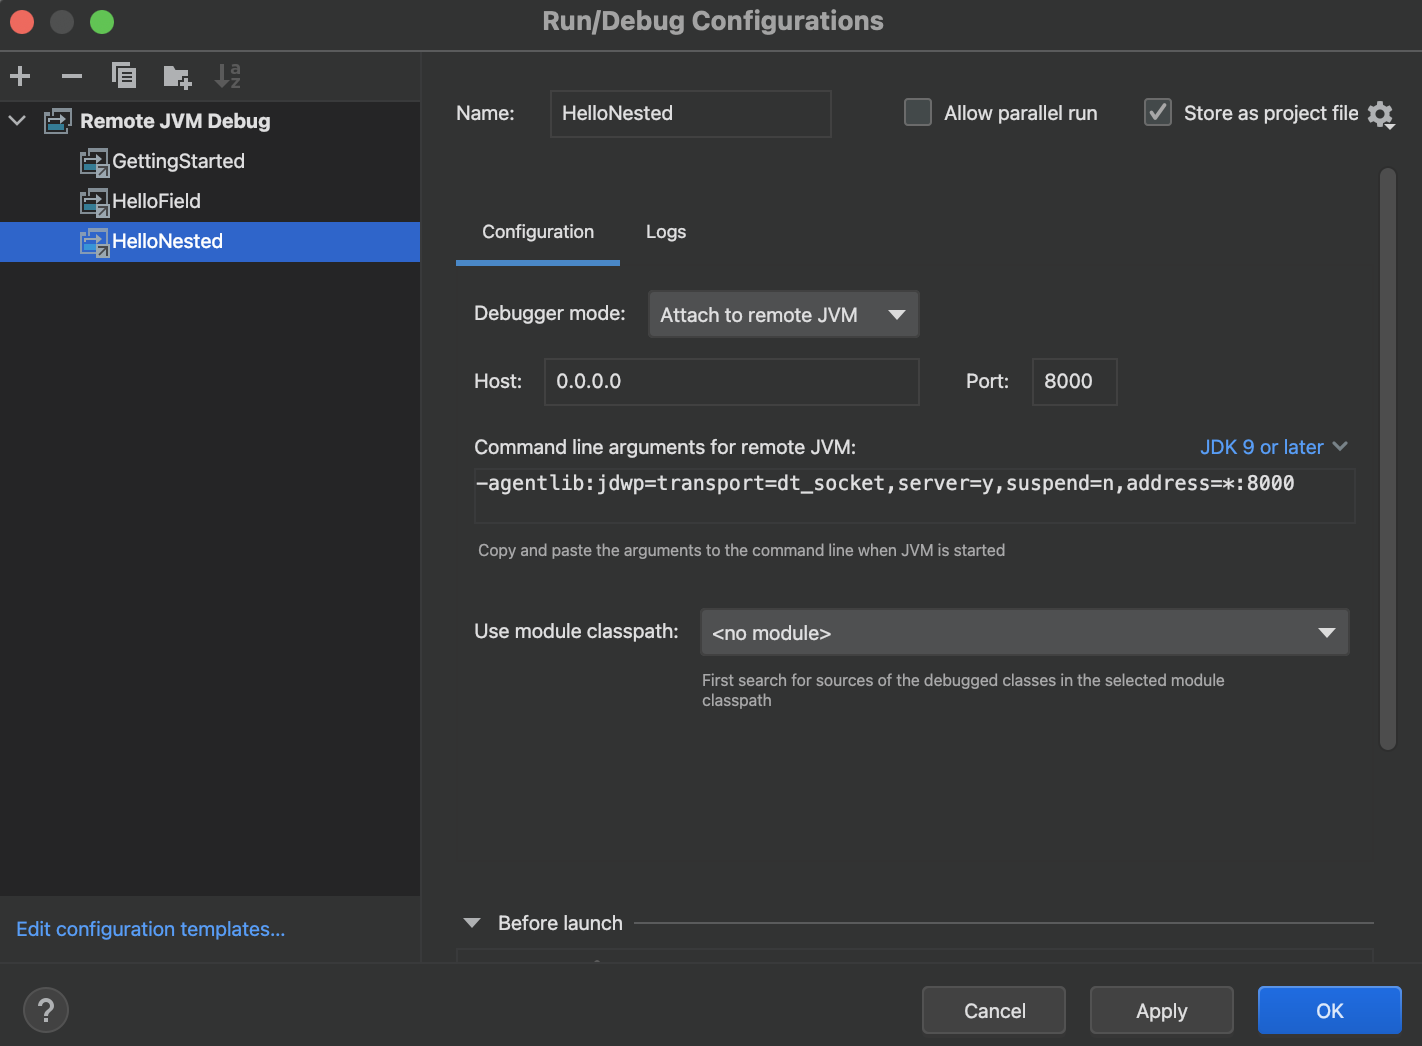 Run/Debug Configurations
Remote JVM Debug
GettingStarted
HelloField
HelloNested
Edit configuration templates...
Name: HelloNested Allow parallel run Store as project file
Configuration Logs
Debugger mode: Attach to remote JVM
Host: 0.0.0.0 Port: 8000
Command line arguments for remote JVM: JDK 9 or later
-agentlib:jdwp=transport=dt_socket,server=y,suspend=n,address=*:8000
Copy and paste the arguments to the command line when JVM is started
Use module classpath: <no module>
First search for sources of the debugged classes in the selected module
classpath
Before launch
? Cancel Apply OK